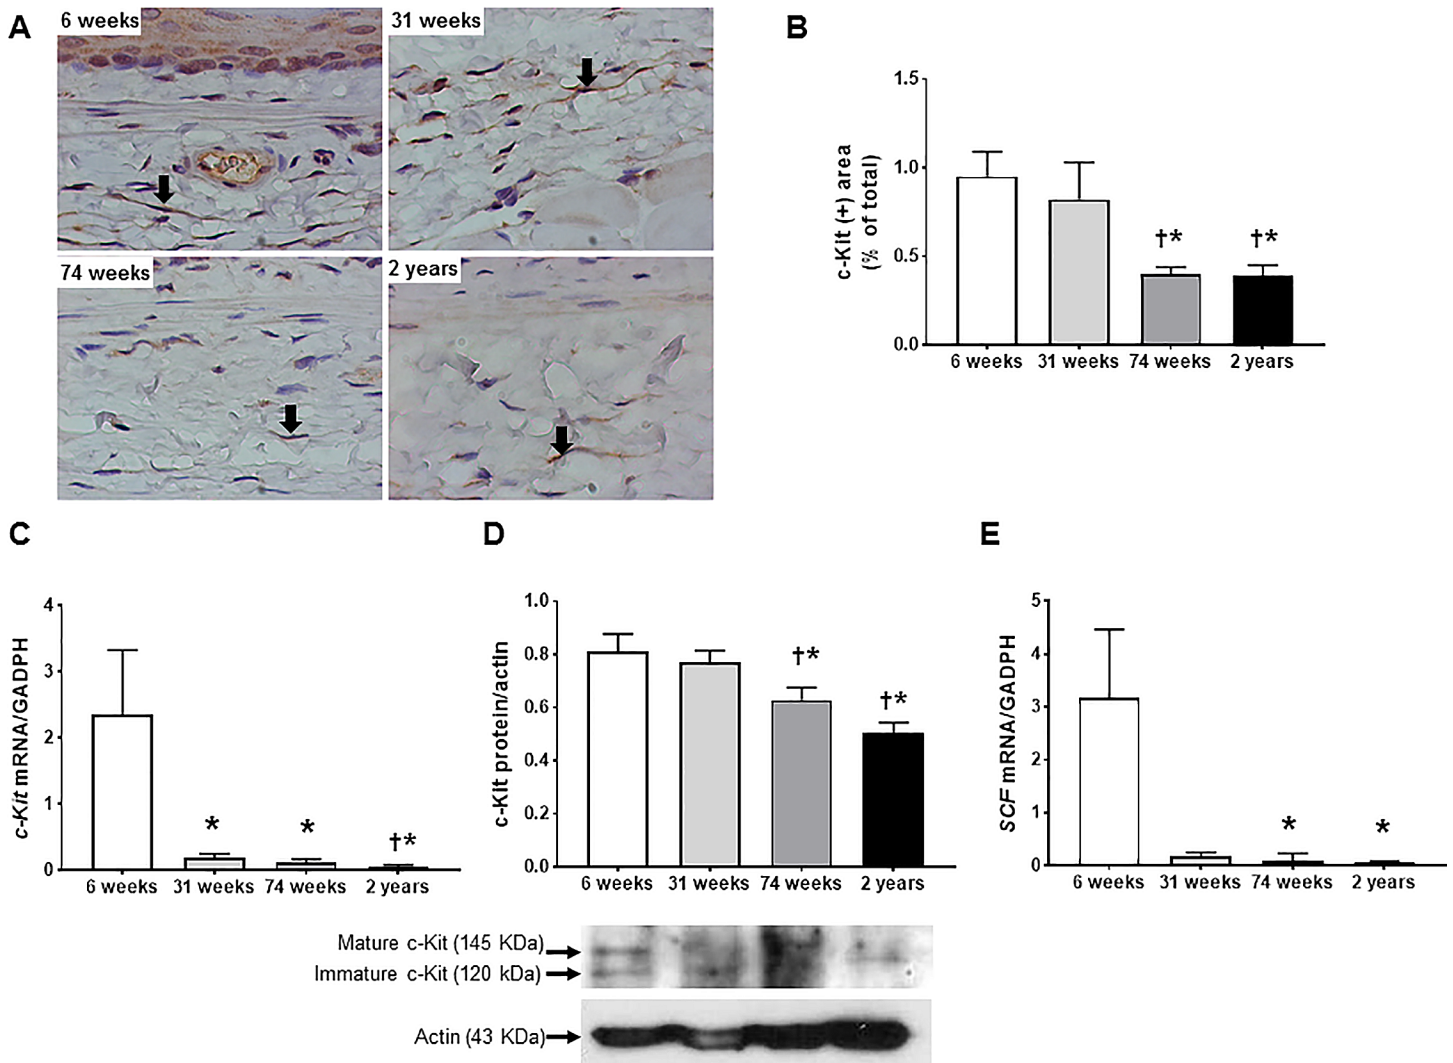 A
6 weeks
31 weeks
74 weeks
2 years
B
c-Kit (+) area
(% of total)
1.5
1.0
0.5
0.0
†*
†*
6 weeks
31 weeks
74 weeks
2 years
C
c-Kit mRNA/GADPH
4
3
2
1
0
*
*
†*
6 weeks
31 weeks
74 weeks
2 years
D
c-Kit protein/actin
1.0
0.8
0.6
0.4
0.2
0.0
†*
†*
6 weeks
31 weeks
74 weeks
2 years
Mature c-Kit (145 KDa)
Immature c-Kit (120 kDa)
Actin (43 KDa)
E
SCF mRNA/GADPH
5
4
3
2
1
0
*
*
6 weeks
31 weeks
74 weeks
2 years